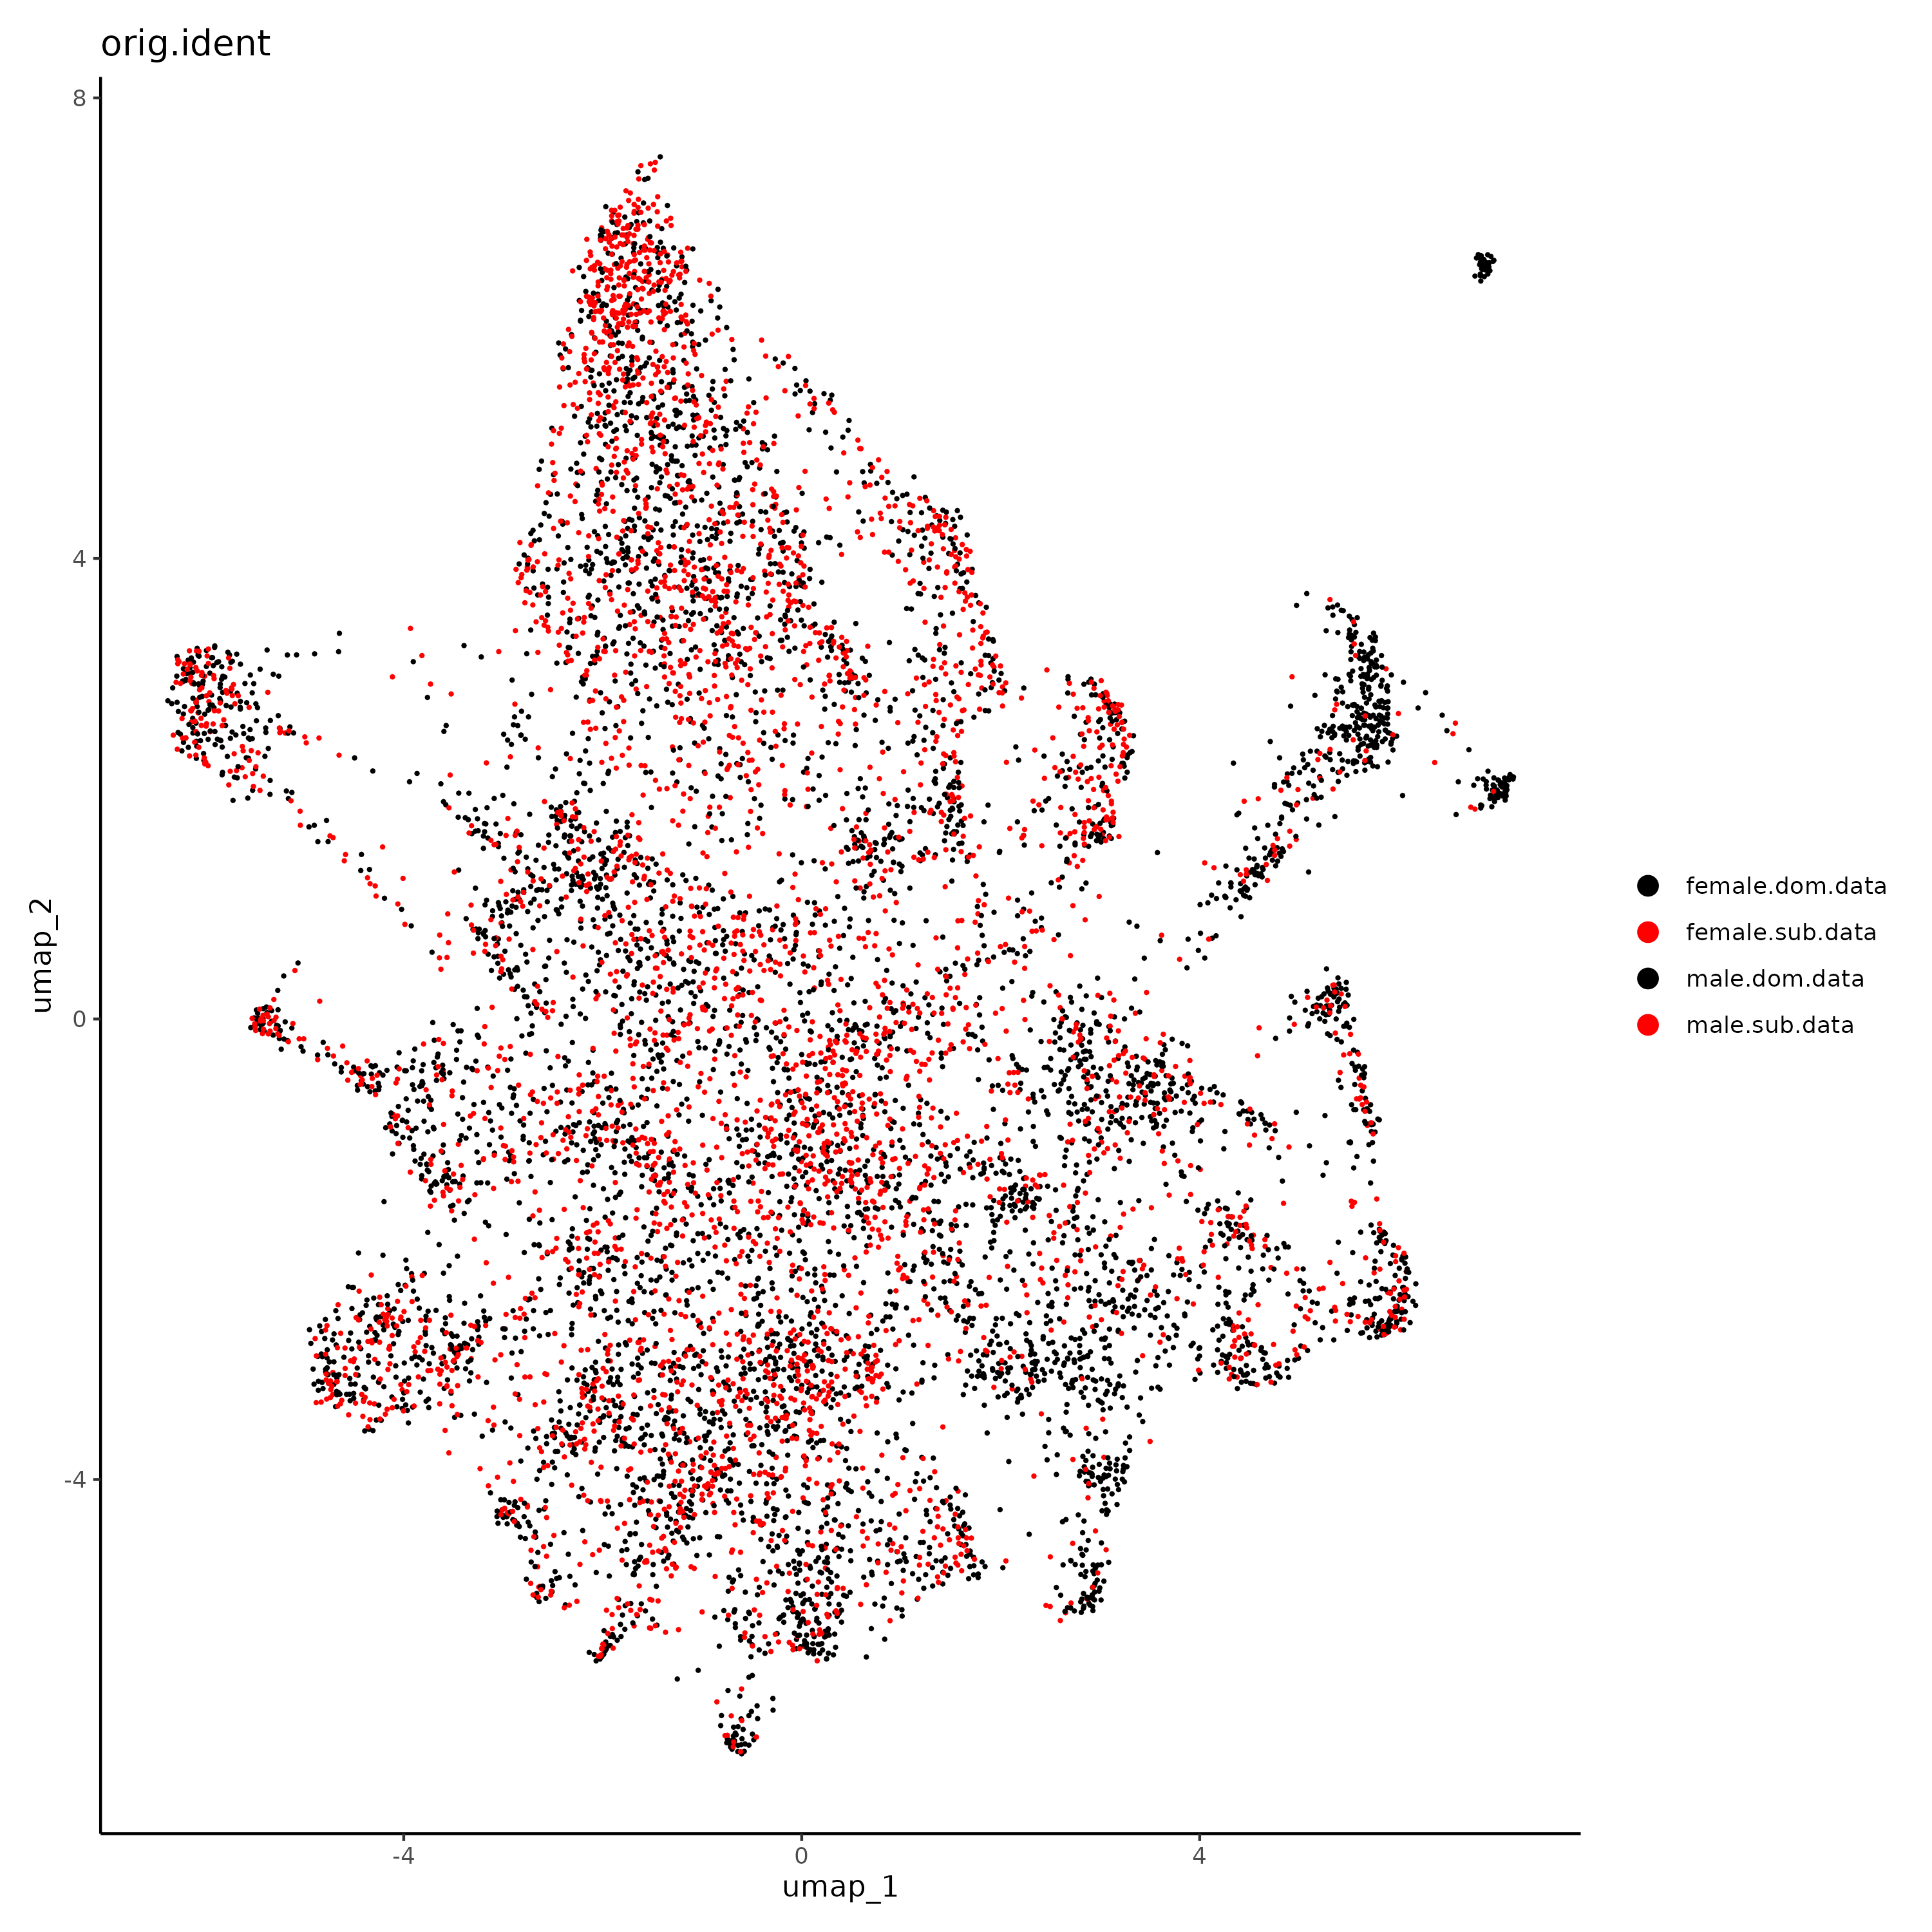 orig.ident
8
4
0
-4
umap_2
-4
0
4
umap_1
female.dom.data
female.sub.data
male.dom.data
male.sub.data